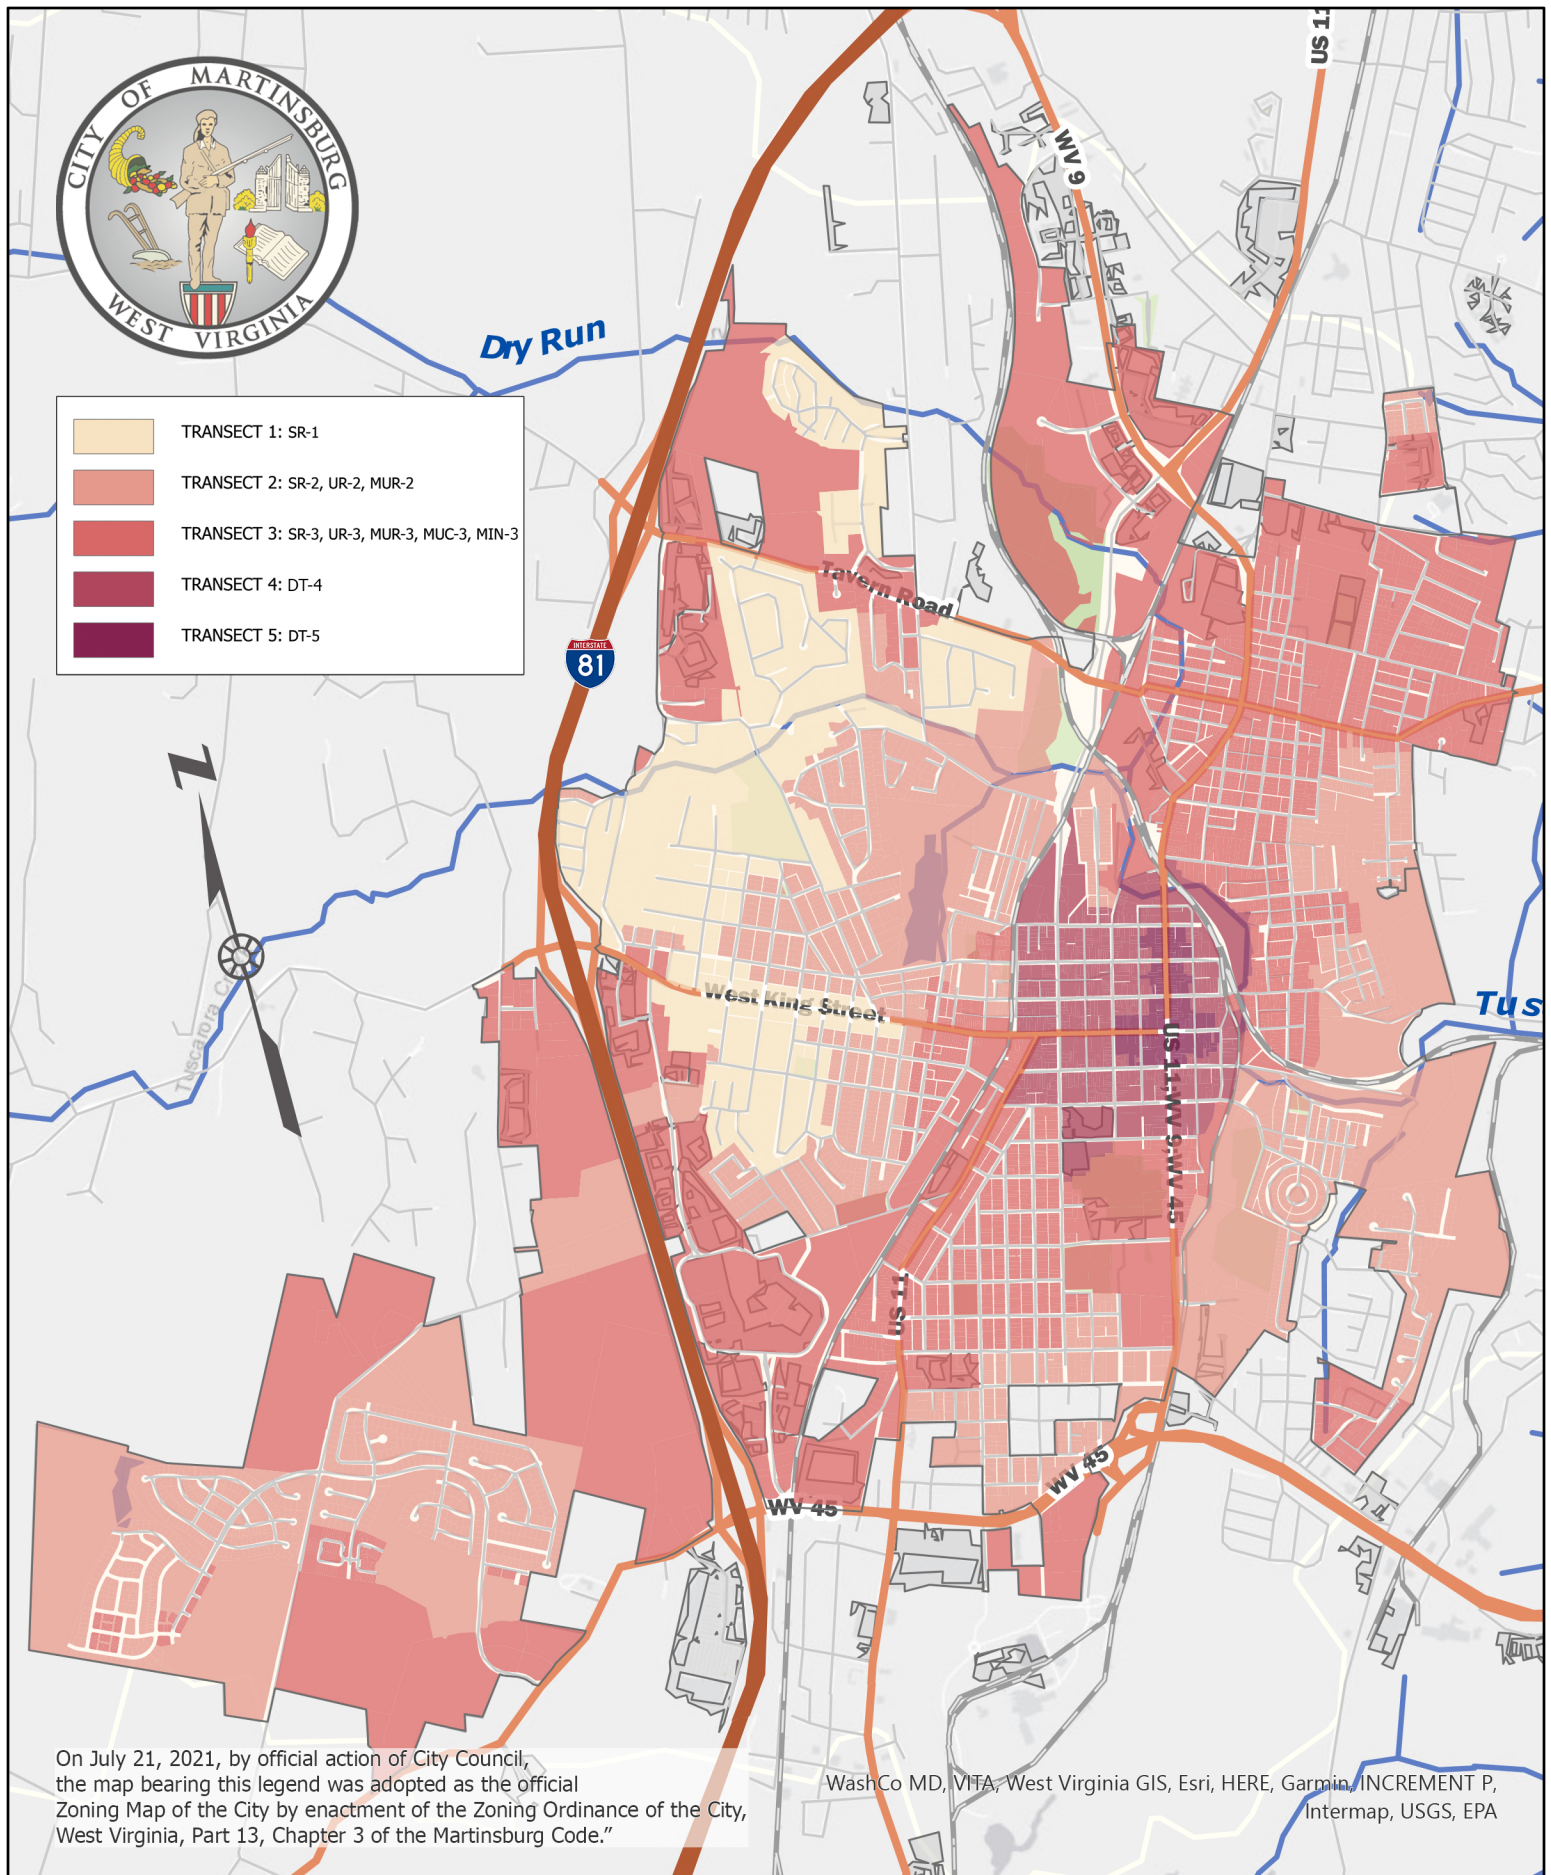 CITY OF MARTINSBURG
WEST VIRGINIA
US 11
WV 9
Dry Run
TRANSECT 1: SR-1
TRANSECT 2: SR-2, UR-2, MUR-2
TRANSECT 3: SR-3, UR-3, MUR-3, MUC-3, MIN-3
TRANSECT 4: DT-4
TRANSECT 5: DT-5
Tavern Road
INTERSTATE
81
N
West King Street
Tus
Tuscarora C
US 11;WV 9;WV 45
US 11
WV 45
WV 45
On July 21, 2021, by official action of City Council,
the map bearing this legend was adopted as the official
Zoning Map of the City by enactment of the Zoning Ordinance of the City,
West Virginia, Part 13, Chapter 3 of the Martinsburg Code.”
WashCo MD, VITA, West Virginia GIS, Esri, HERE, Garmin, INCREMENT P,
Intermap, USGS, EPA